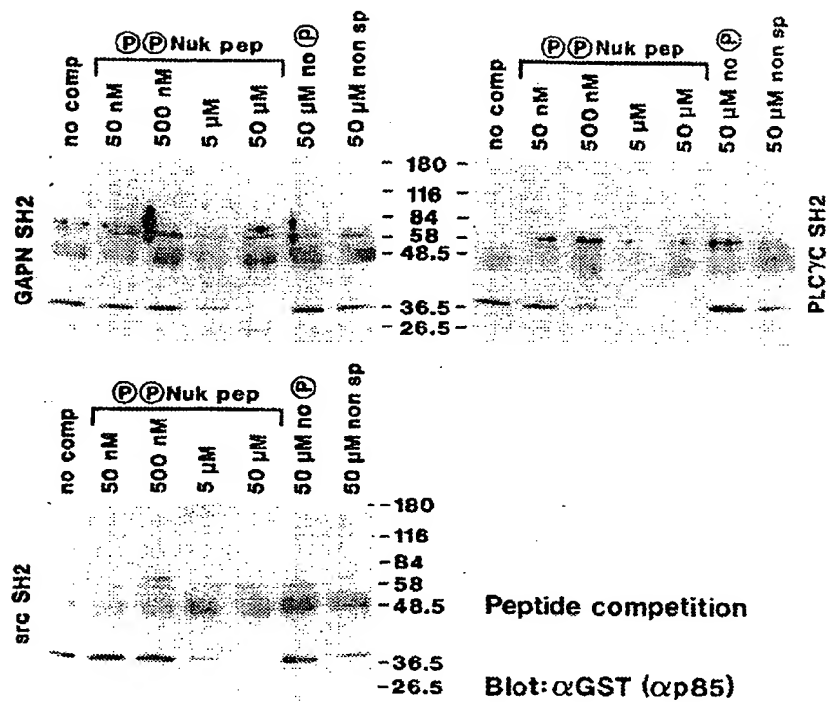 ⓅⓅNuk pep
no comp
50 nM
500 nM
5 µM
50 µM
50 µM no Ⓟ
50 µM non sp
GAPN SH2
180
116
84
58
48.5
36.5
26.5
ⓅⓅNuk pep
no comp
50 nM
500 nM
5 µM
50 µM
50 µM no Ⓟ
50 µM non sp
PLCγC SH2
ⓅⓅNuk pep
no comp
50 nM
500 nM
5 µM
50 µM
50 µM no Ⓟ
50 µM non sp
src SH2
180
116
84
58
48.5
36.5
26.5
Peptide competition
Blot: αGST (αp85)